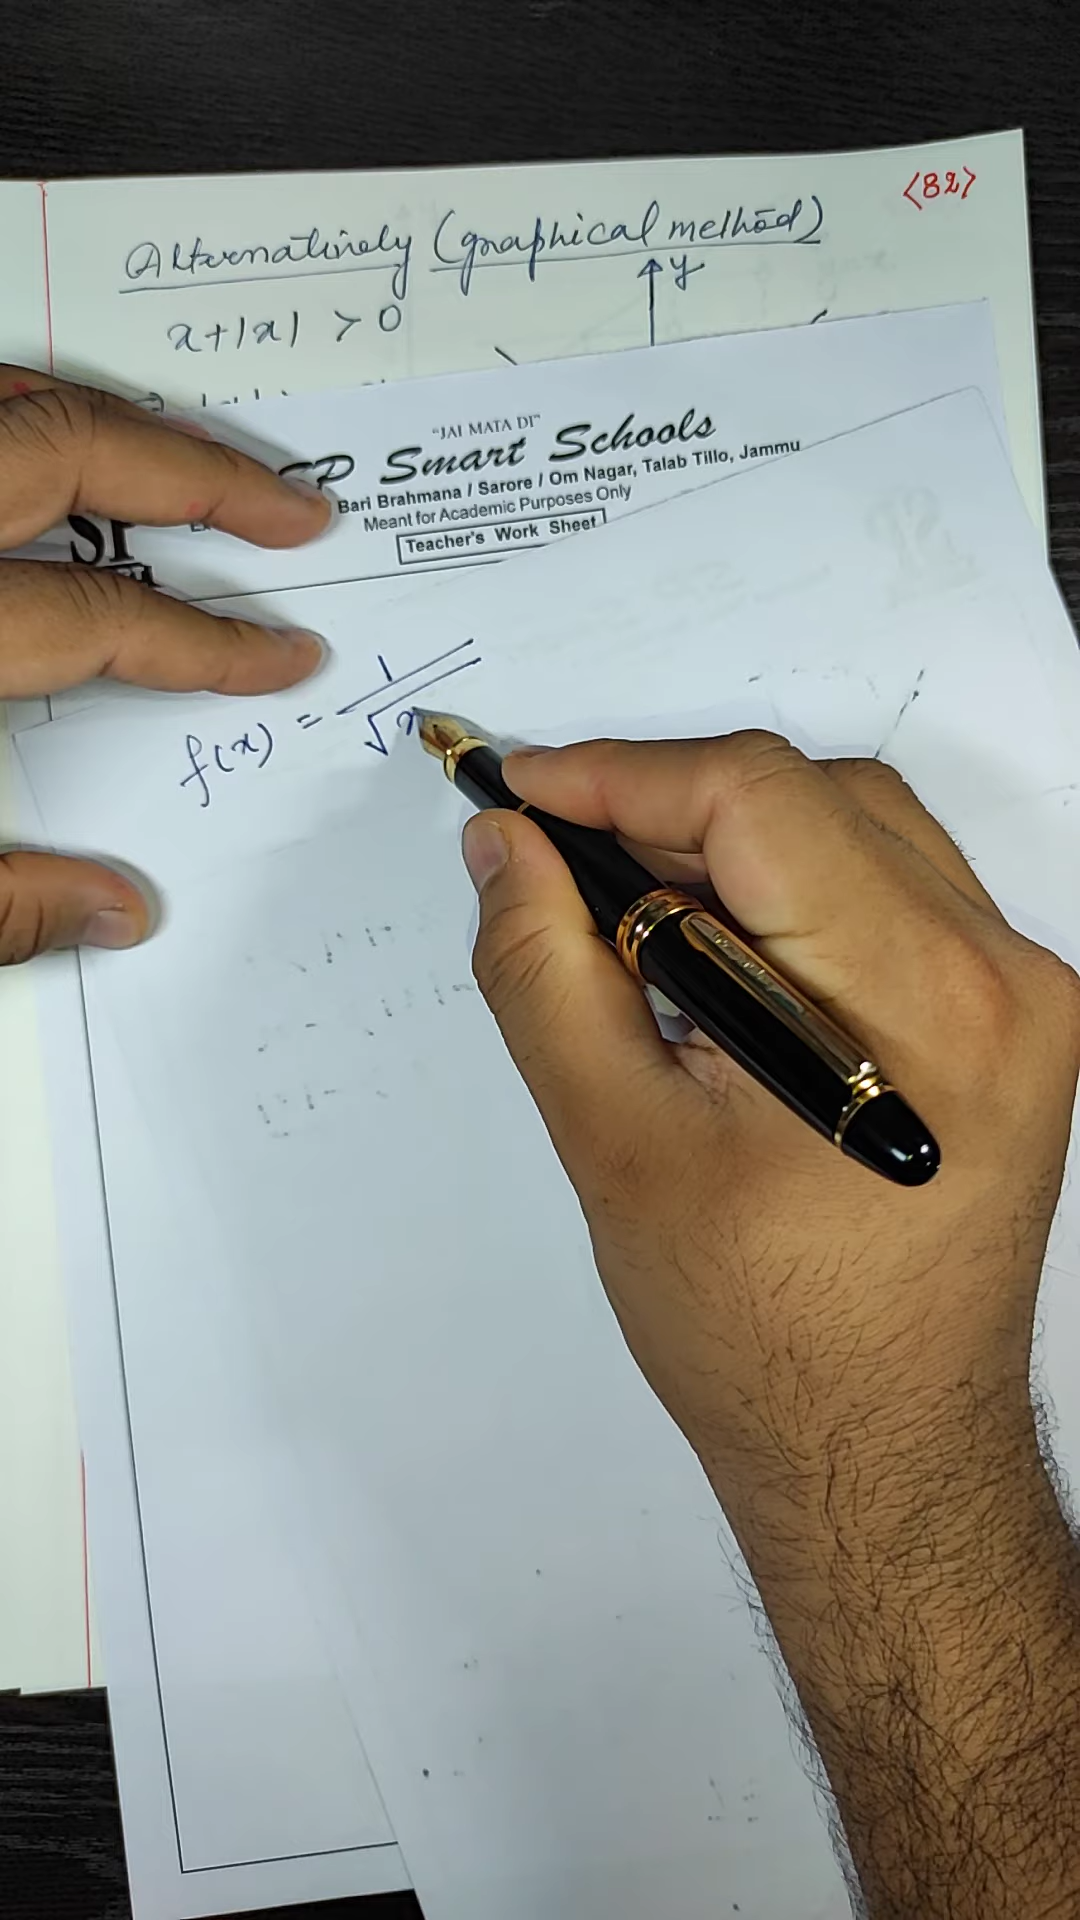 <82>
Alternatively (graphical method)
y
x+|x| > 0
"JAI MATA DI"
SP Smart Schools
Bari Brahmana / Sarore / Om Nagar, Talab Tillo, Jammu
Meant for Academic Purposes Only
SP
Teacher's Work Sheet
f(x) = 1/√x